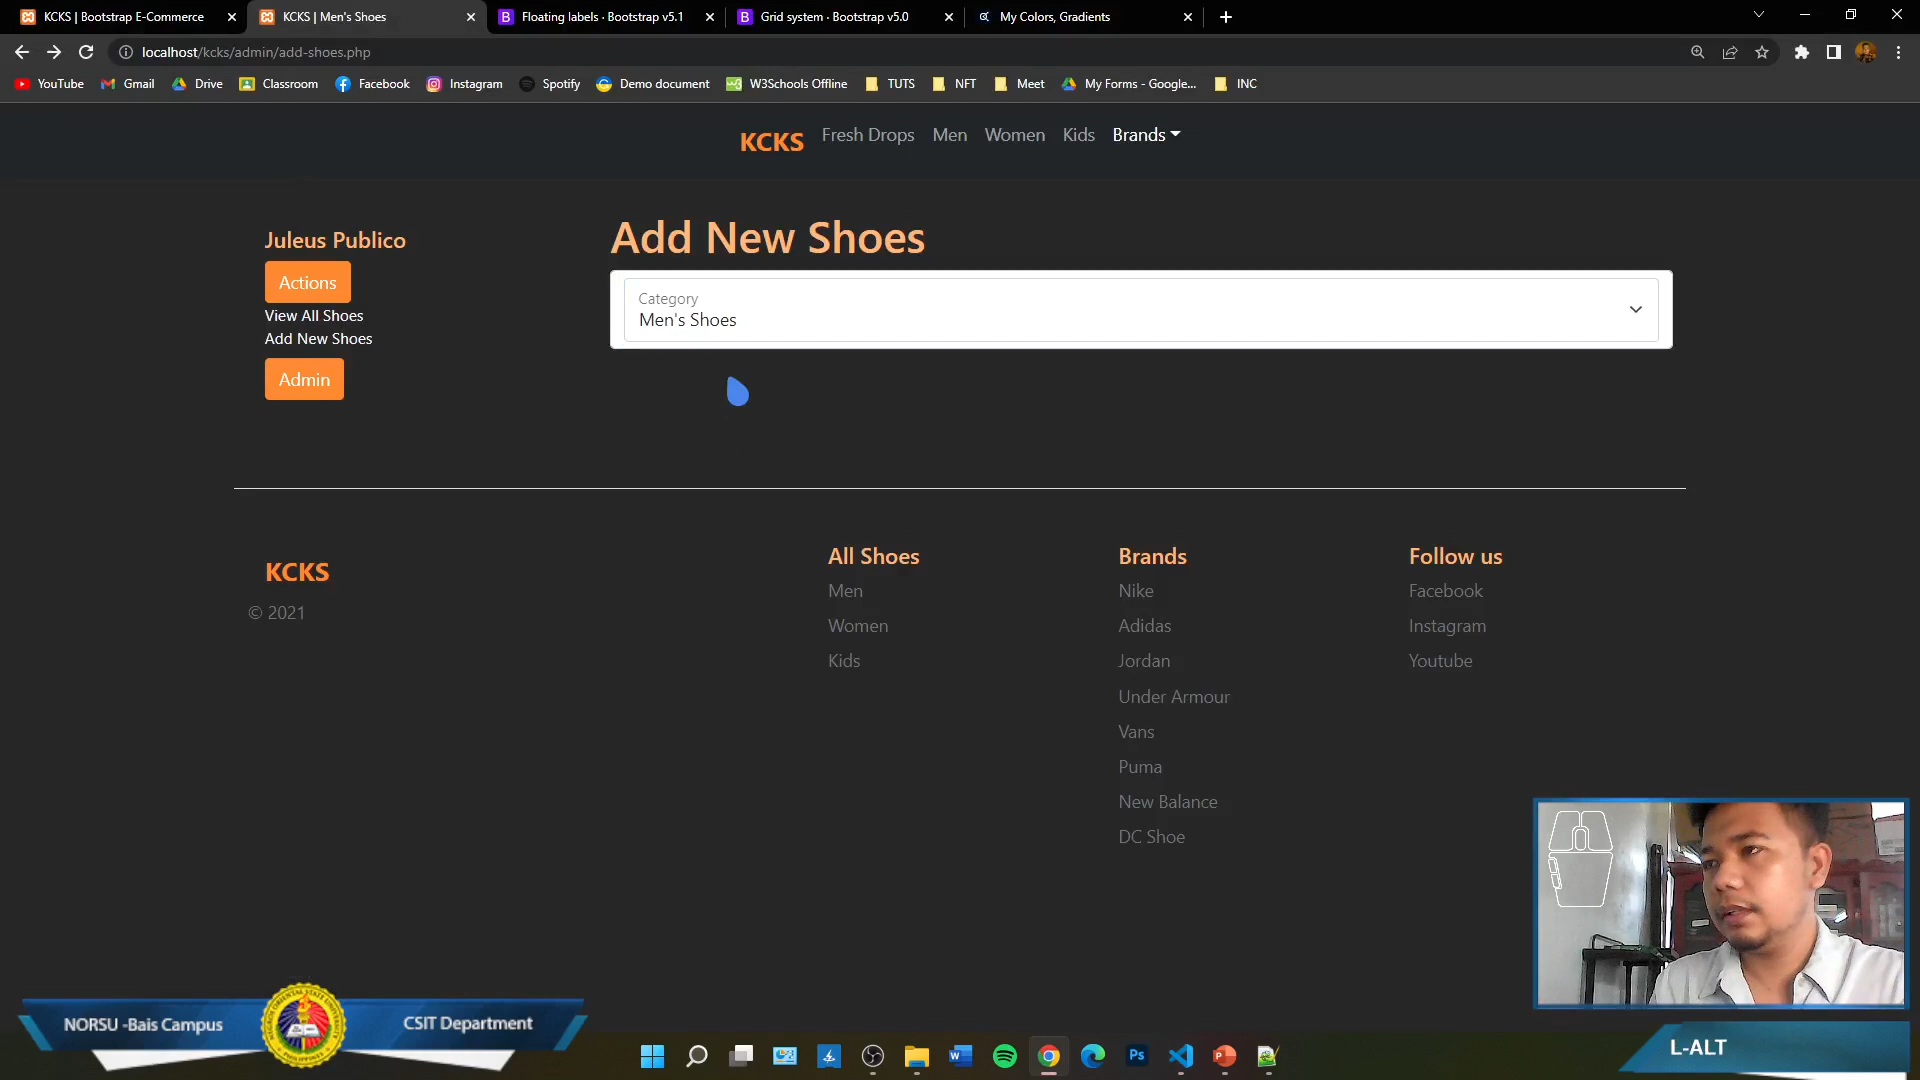 KCKS | Bootstrap E-Commerce
KCKS | Men's Shoes
Floating labels · Bootstrap v5.1
Grid system · Bootstrap v5.0
My Colors, Gradients
localhost/kcks/admin/add-shoes.php
YouTube
Gmail
Drive
Classroom
Facebook
Instagram
Spotify
Demo document
W3Schools Offline
TUTS
NFT
Meet
My Forms - Google...
INC
KCKS
Fresh Drops
Men
Women
Kids
Brands
Juleus Publico
Actions
View All Shoes
Add New Shoes
Admin
Add New Shoes
Category
Men's Shoes
KCKS
© 2021
All Shoes
Men
Women
Kids
Brands
Nike
Adidas
Jordan
Under Armour
Vans
Puma
New Balance
DC Shoe
Follow us
Facebook
Instagram
Youtube
NORSU -Bais Campus
CSIT Department
L-ALT